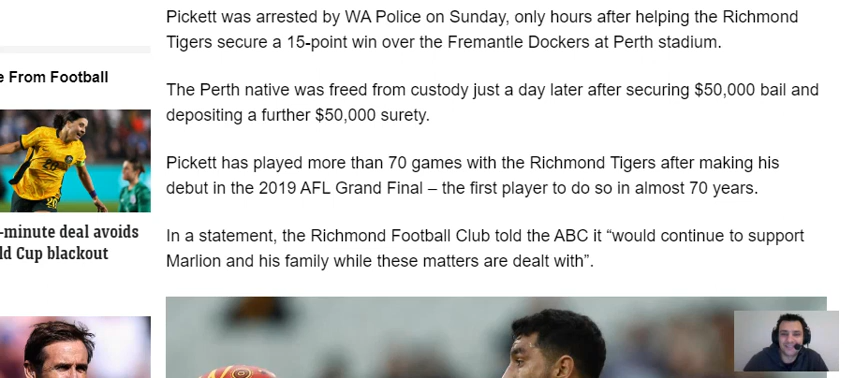 Pickett was arrested by WA Police on Sunday, only hours after helping the Richmond
Tigers secure a 15-point win over the Fremantle Dockers at Perth stadium.
The Perth native was freed from custody just a day later after securing $50,000 bail and
depositing a further $50,000 surety.
Pickett has played more than 70 games with the Richmond Tigers after making his
debut in the 2019 AFL Grand Final – the first player to do so in almost 70 years.
In a statement, the Richmond Football Club told the ABC it “would continue to support
Marlion and his family while these matters are dealt with”.
e From Football
-minute deal avoids
ld Cup blackout
20